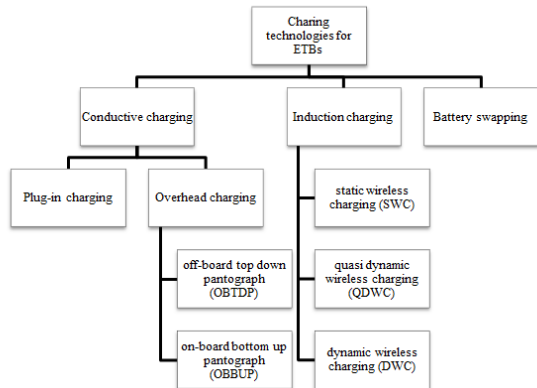 Charing
technologies for
ETBs
Conductive charging
Induction charging
Battery swapping
Plug-in charging
Overhead charging
static wireless
charging (SWC)
off-board top down
pantograph
(OBTDP)
quasi dynamic
wireless charging
(QDWC)
on-board bottom up
pantograph
(OBBUP)
dynamic wireless
charging (DWC)